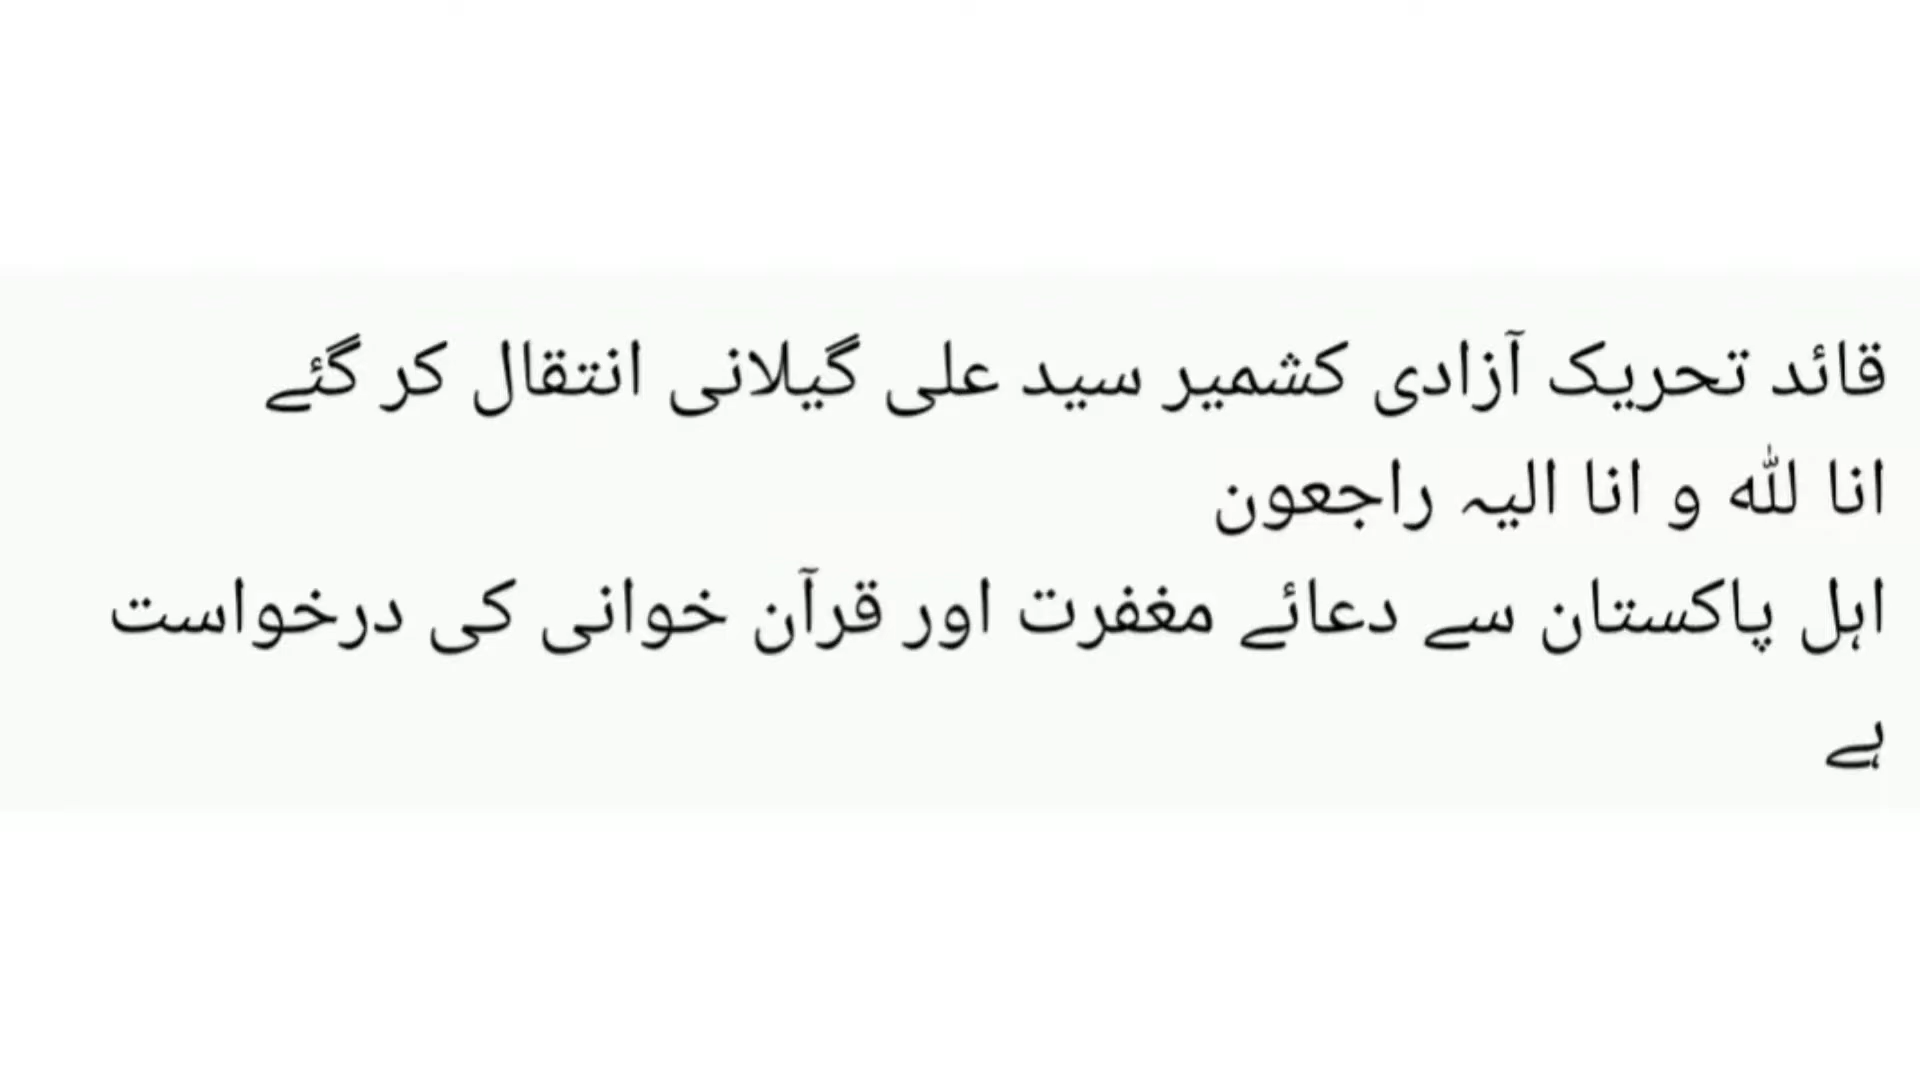 قائد تحریک آزادی کشمیر سید علی گیلانی انتقال کر گئے
انا للّٰہ و انا الیہ راجعون
اہل پاکستان سے دعائے مغفرت اور قرآن خوانی کی درخواست
ہے